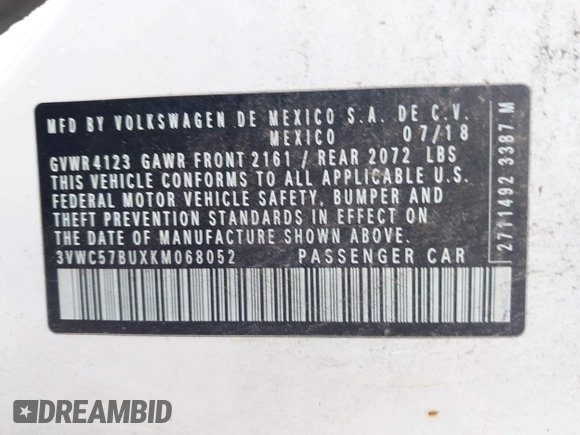 MFD BY VOLKSWAGEN DE MEXICO S.A. DE C.V.
MEXICO 07/18
GVWR4123 GAWR FRONT 2161 / REAR 2072 LBS
THIS VEHICLE CONFORMS TO ALL APPLICABLE U.S.
FEDERAL MOTOR VEHICLE SAFETY, BUMPER AND
THEFT PREVENTION STANDARDS IN EFFECT ON
THE DATE OF MANUFACTURE SHOWN ABOVE.
3VWC57BUXKM068052 PASSENGER CAR
2711492 3387 M
DREAMBID